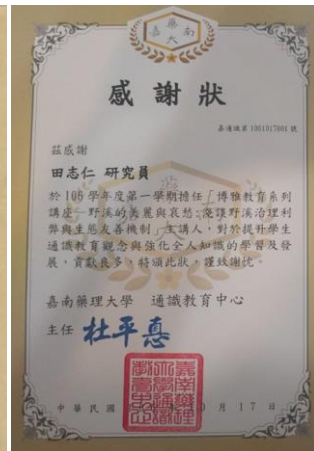 嘉藥南大
感謝狀
嘉通識第1051017001號
茲感謝
田志仁 研究員
於105學年度第一學期擔任「博雅教育系列
講座-野溪的美麗與哀愁:淺談野溪治理利
弊與生態友善機制」主講人,對於提升學生
通識教育觀念與強化全人知識的學習及發
展,貢獻良多,特頒此狀,謹致謝忱。
嘉南藥理大學 通識教育中心
主任 杜平悳
中華民國
月17日